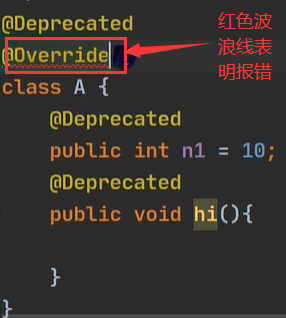 @Deprecated
@Override
红色波
浪线表
明报错
class A {
@Deprecated
public int n1 = 10;
@Deprecated
public void hi(){
}
}